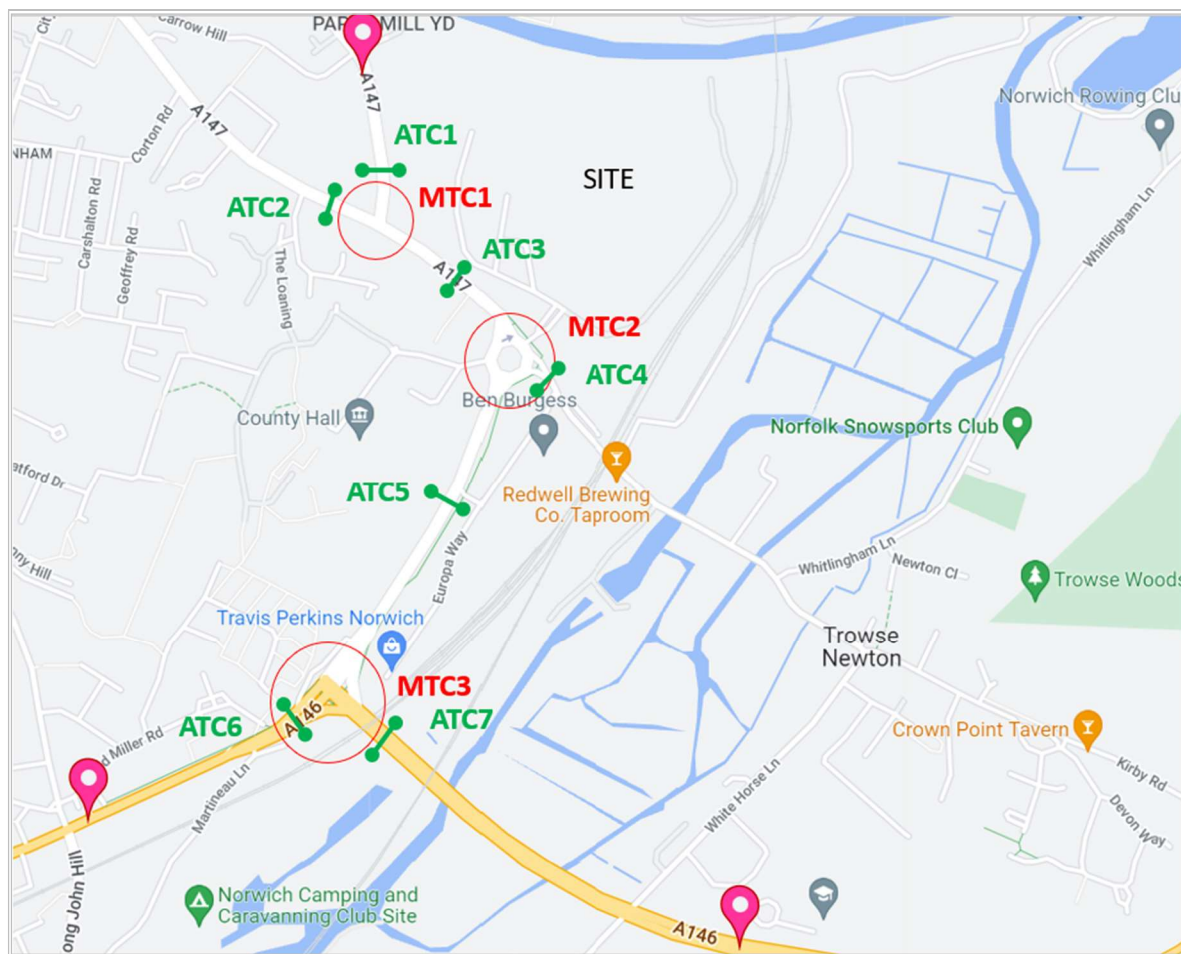 Carrow Hill
MILL YD
A147
A147
Corton Rd
ATC1
Norwich Rowing Clu
SITE
Carshalton Rd
Geoffrey Rd
ATC2
MTC1
Whitlingham Ln
The Loaning
ATC3
A147
MTC2
ATC4
Ben Burgess
County Hall
Norfolk Snowsports Club
ATC5
Redwell Brewing
Co. Taproom
Europa Way
Whitlingham Ln
Newton Cl
Trowse Woods
Travis Perkins Norwich
Trowse
Newton
MTC3
ATC6
A146
ATC7
Miller Rd
Crown Point Tavern
Martineau Ln
White Horse Ln
Kirby Rd
Devon Way
ong John Hill
Norwich Camping and
Caravanning Club Site
A146